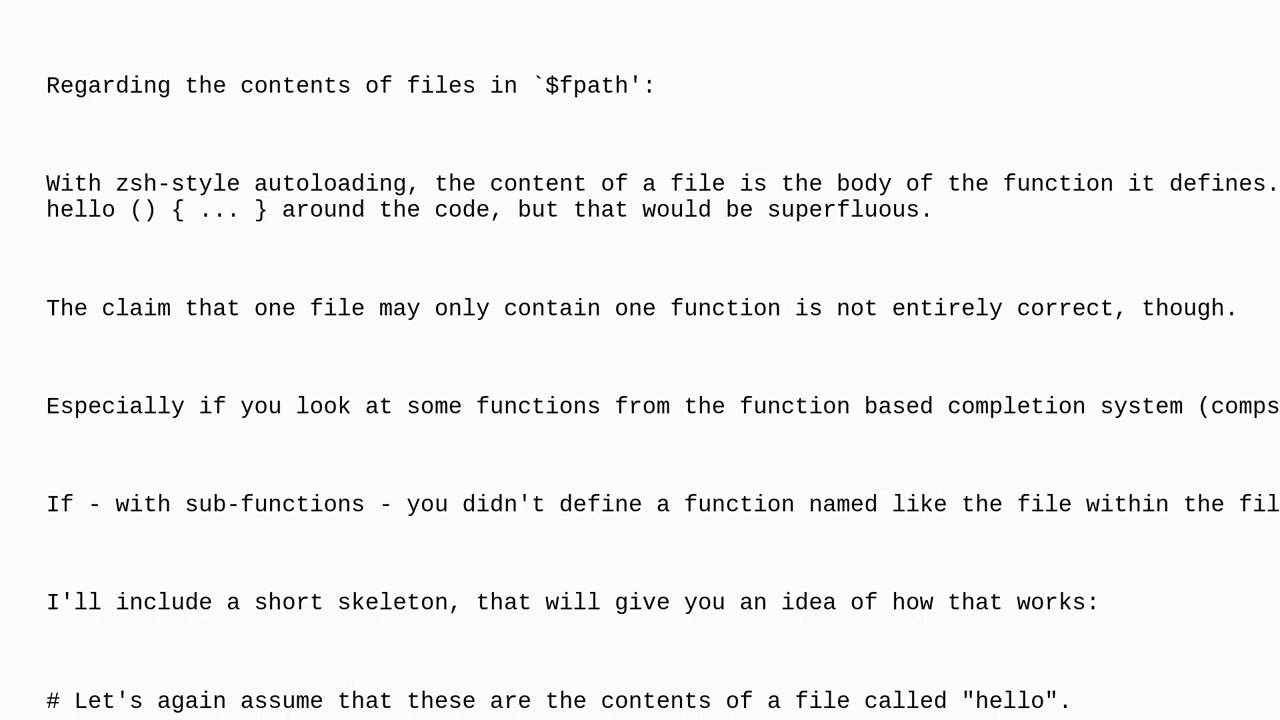 Regarding the contents of files in `$fpath':
With zsh-style autoloading, the content of a file is the body of the function it defines.
hello () { ... } around the code, but that would be superfluous.
The claim that one file may only contain one function is not entirely correct, though.
Especially if you look at some functions from the function based completion system (comps
If - with sub-functions - you didn't define a function named like the file within the fil
I'll include a short skeleton, that will give you an idea of how that works:
# Let's again assume that these are the contents of a file called "hello".